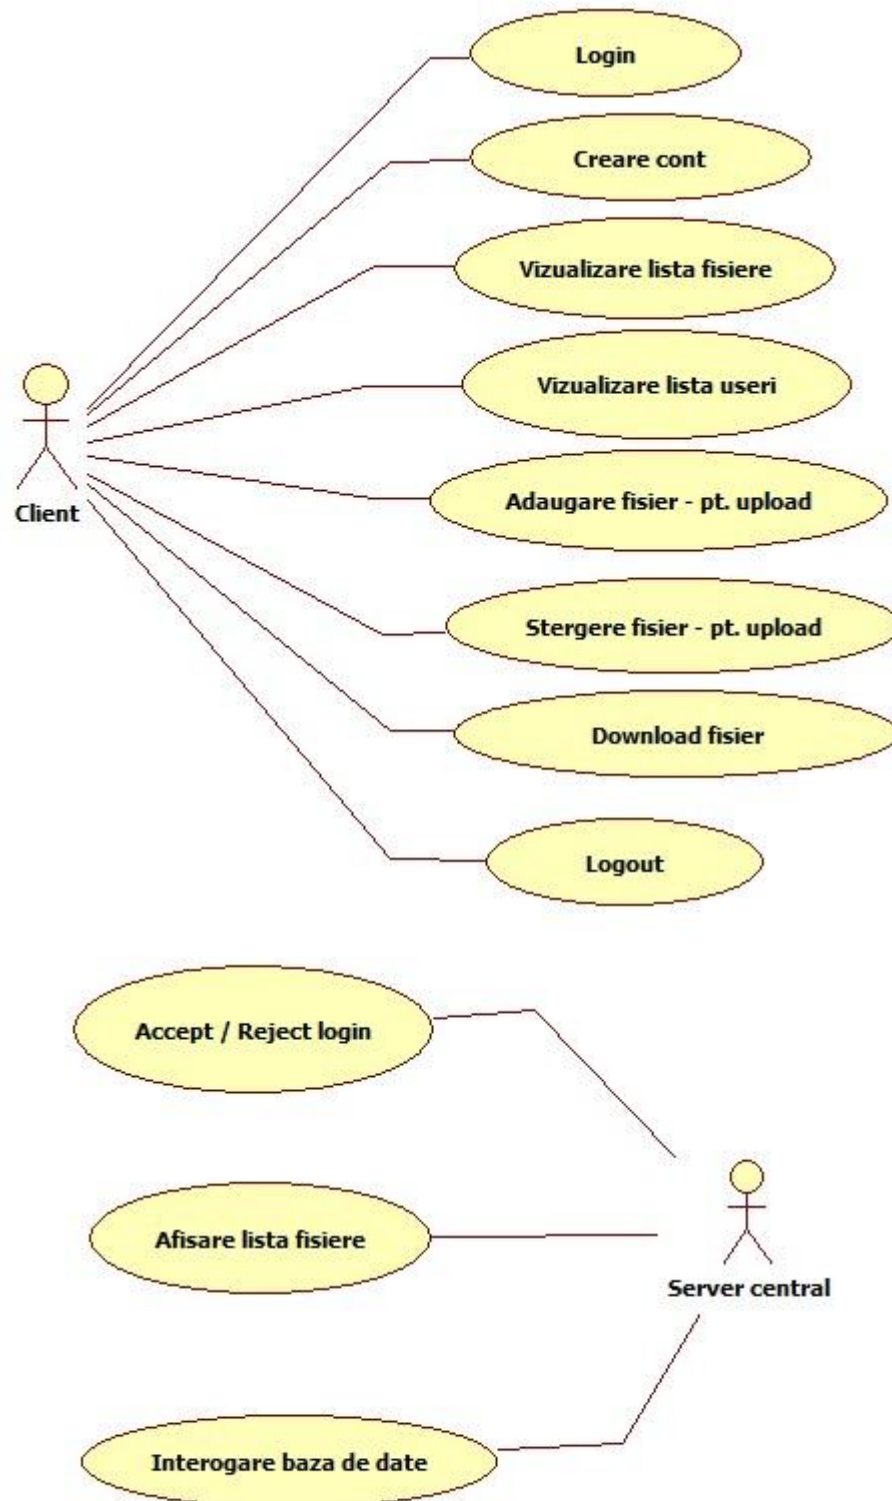 Login
Creare cont
Vizualizare lista fisiere
Vizualizare lista useri
Client
Adaugare fisier - pt. upload
Stergere fisier - pt. upload
Download fisier
Logout
Accept / Reject login
Afisare lista fisiere
Server central
Interogare baza de date